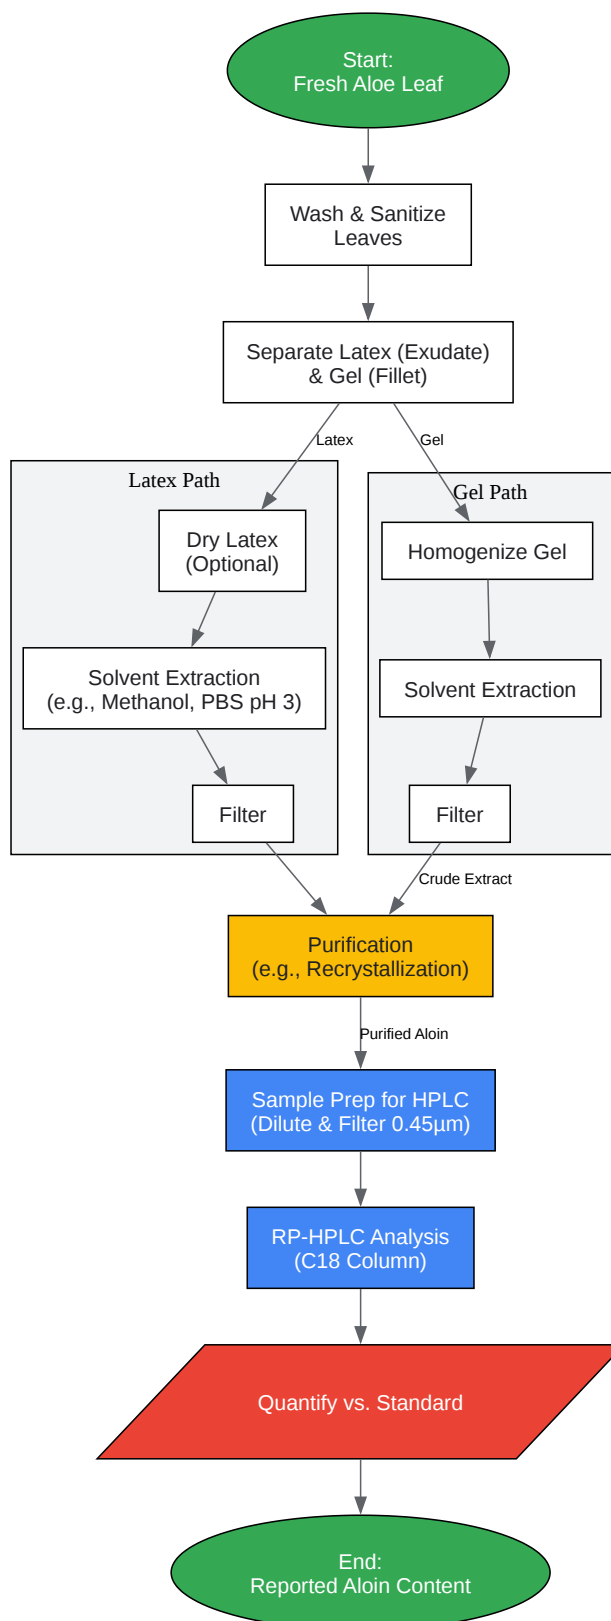 Start:
Fresh Aloe Leaf
Wash & Sanitize
Leaves
Separate Latex (Exudate)
& Gel (Fillet)
Latex
Gel
Latex Path
Dry Latex
(Optional)
Solvent Extraction
(e.g., Methanol, PBS pH 3)
Filter
Gel Path
Homogenize Gel
Solvent Extraction
Filter
Crude Extract
Purification
(e.g., Recrystallization)
Purified Aloin
Sample Prep for HPLC
(Dilute & Filter 0.45µm)
RP-HPLC Analysis
(C18 Column)
Quantify vs. Standard
End:
Reported Aloin Content